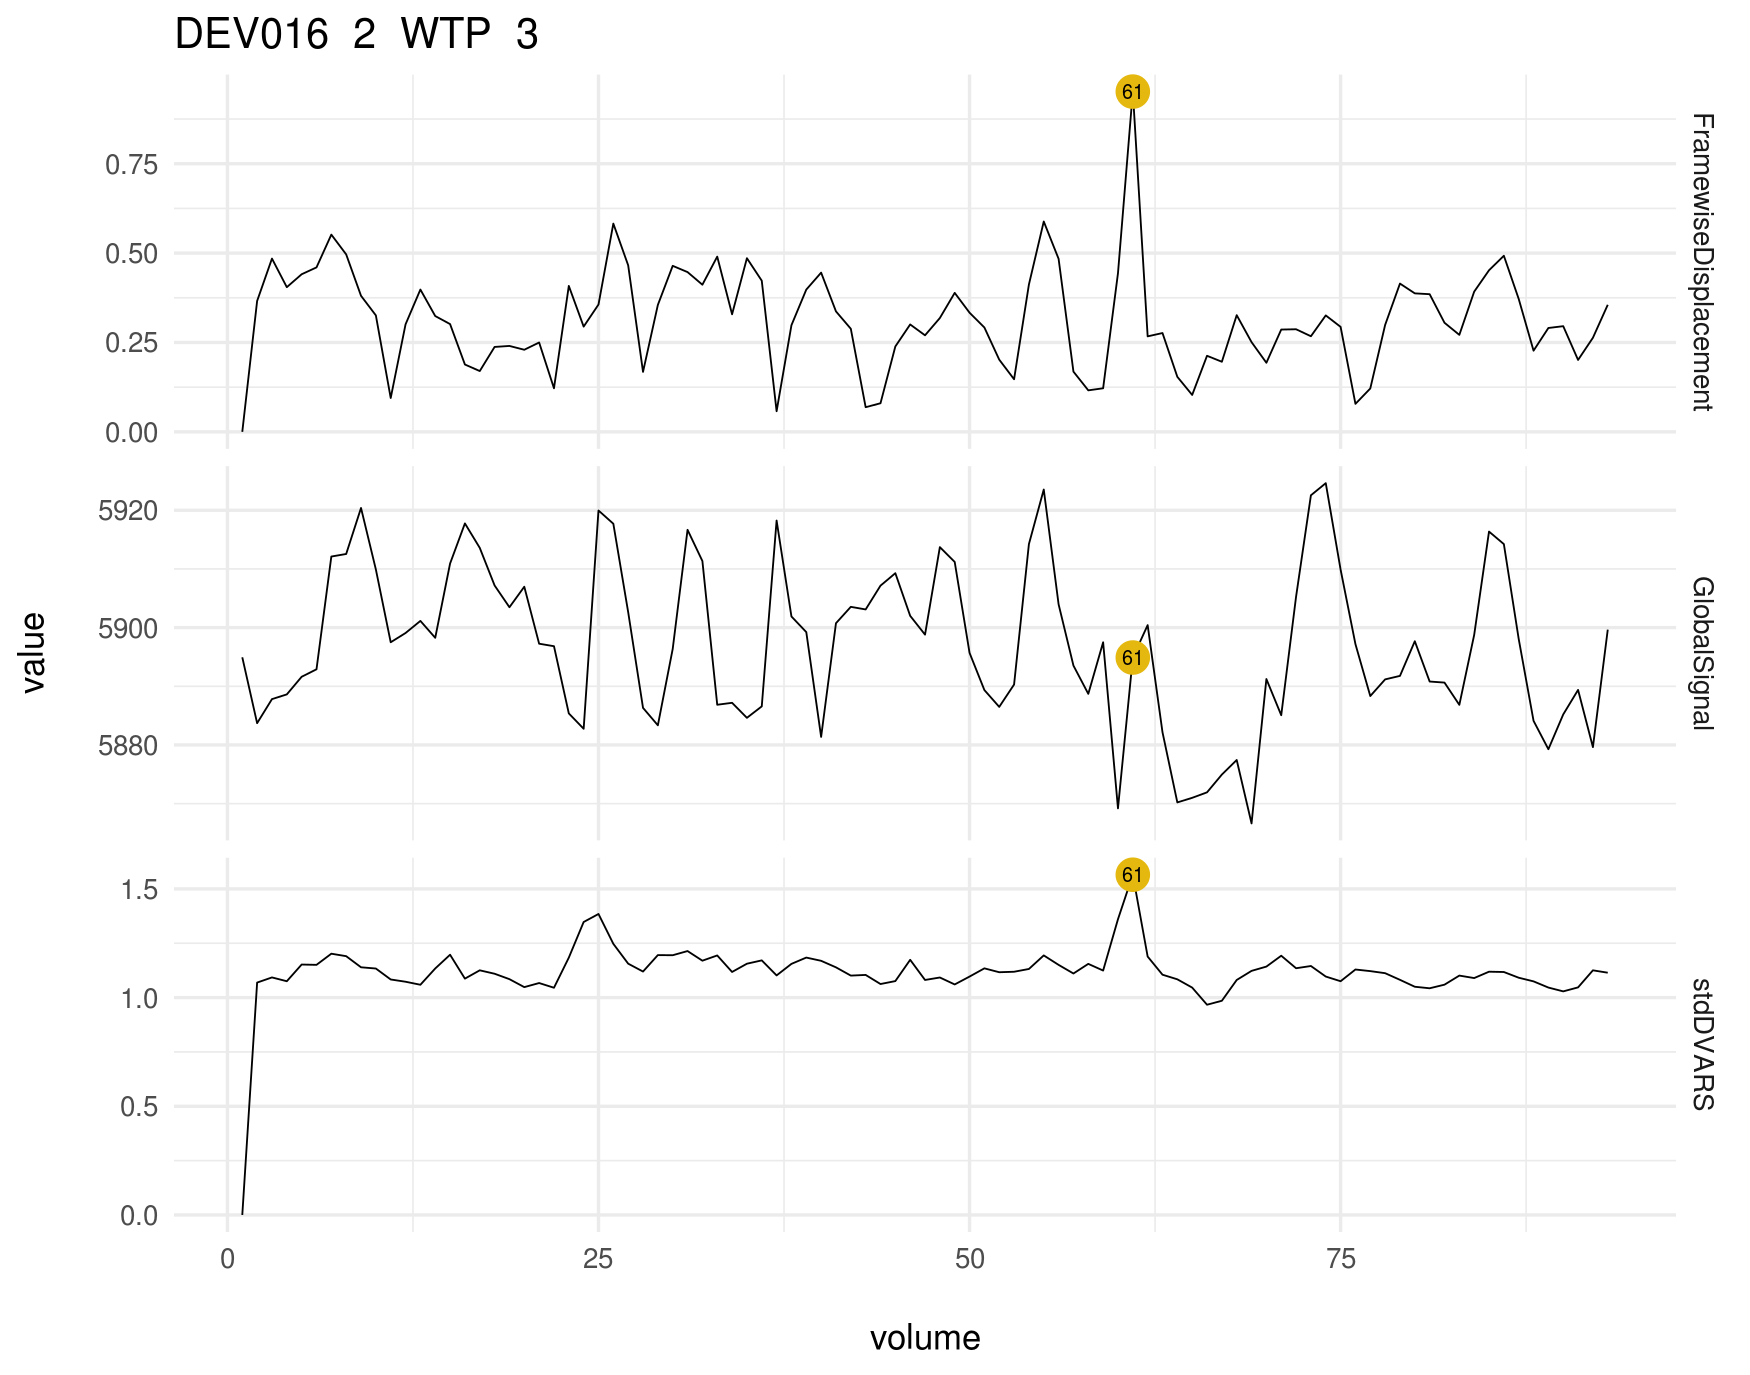 DEV016  2  WTP  3
61
0.75
0.50
0.25
0.00
FramewiseDisplacement
5920
5900
5880
61
GlobalSignal
value
61
1.5
1.0
0.5
0.0
stdDVARS
0 25 50 75
volume